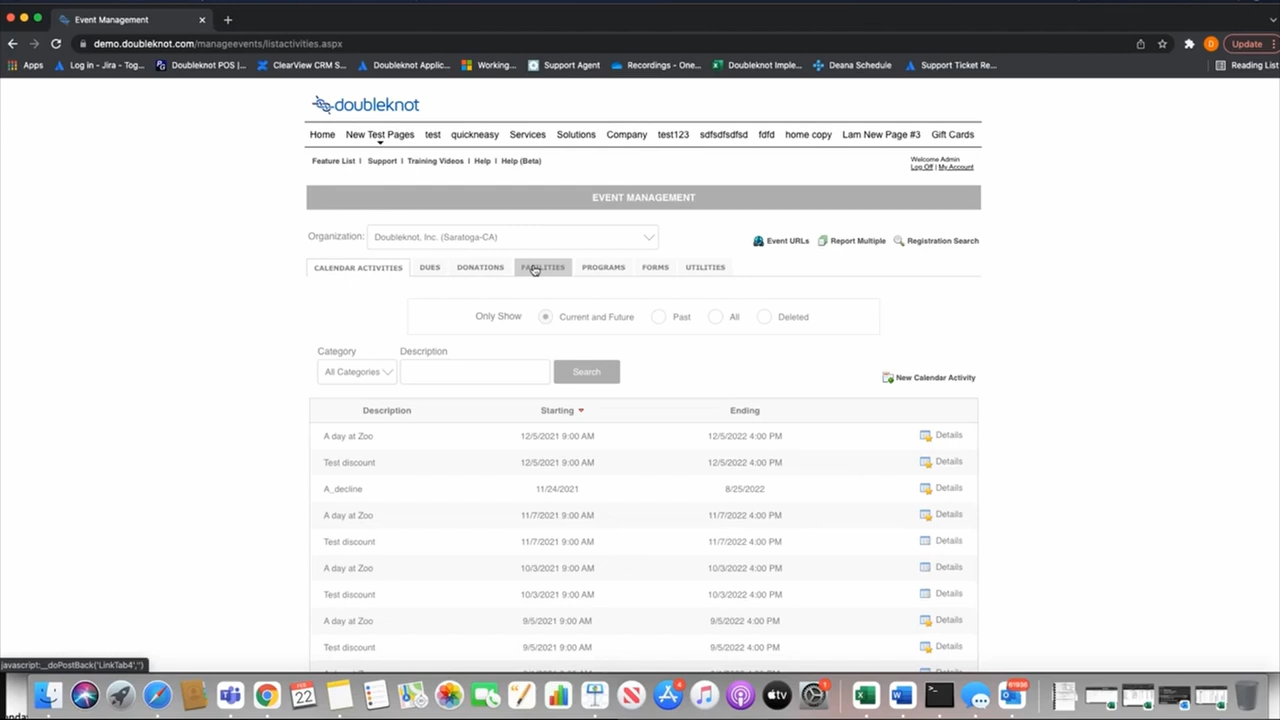 Event Management
demo.doubleknot.com/manageevents/listactivities.aspx
Update
Apps
Log in - Jira - Tog...
Doubleknot POS |...
ClearView CRM S...
Doubleknot Applic...
Working...
Support Agent
Recordings - One...
Doubleknot Imple...
Deana Schedule
Support Ticket Re...
Reading List
doubleknot
Home New Test Pages test quickneasy Services Solutions Company test123 sdfsdfsdfsd fdfd home copy Lam New Page #3 Gift Cards
Feature List | Support | Training Videos | Help | Help (Beta)
Welcome Admin
Log Off | My Account
EVENT MANAGEMENT
Organization: Doubleknot, Inc. (Saratoga-CA)
Event URLs Report Multiple Registration Search
CALENDAR ACTIVITIES DUES DONATIONS FACILITIES PROGRAMS FORMS UTILITIES
Only Show Current and Future Past All Deleted
Category Description
All Categories Search
New Calendar Activity
Description Starting Ending
A day at Zoo 12/5/2021 9:00 AM 12/5/2022 4:00 PM Details
Test discount 12/5/2021 9:00 AM 12/5/2022 4:00 PM Details
A_decline 11/24/2021 8/25/2022 Details
A day at Zoo 11/7/2021 9:00 AM 11/7/2022 4:00 PM Details
Test discount 11/7/2021 9:00 AM 11/7/2022 4:00 PM Details
A day at Zoo 10/3/2021 9:00 AM 10/3/2022 4:00 PM Details
Test discount 10/3/2021 9:00 AM 10/3/2022 4:00 PM Details
A day at Zoo 9/5/2021 9:00 AM 9/5/2022 4:00 PM Details
Test discount 9/5/2021 9:00 AM 9/5/2022 4:00 PM Details
javascript:__doPostBack('LinkTab4','')
FEB
22
4
tv
1
61930